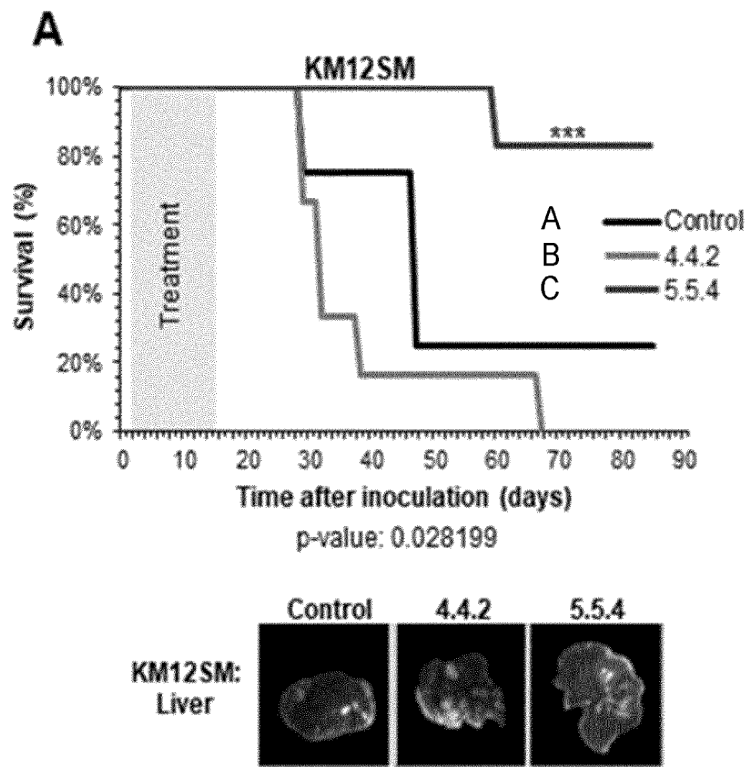 A
KM12SM
100%
80%
60%
40%
20%
0%
Survival (%)
Treatment
***
A Control
B 4.4.2
C 5.5.4
0 10 20 30 40 50 60 70 80 90
Time after inoculation (days)
p-value: 0.028199
Control 4.4.2 5.5.4
KM12SM:
Liver